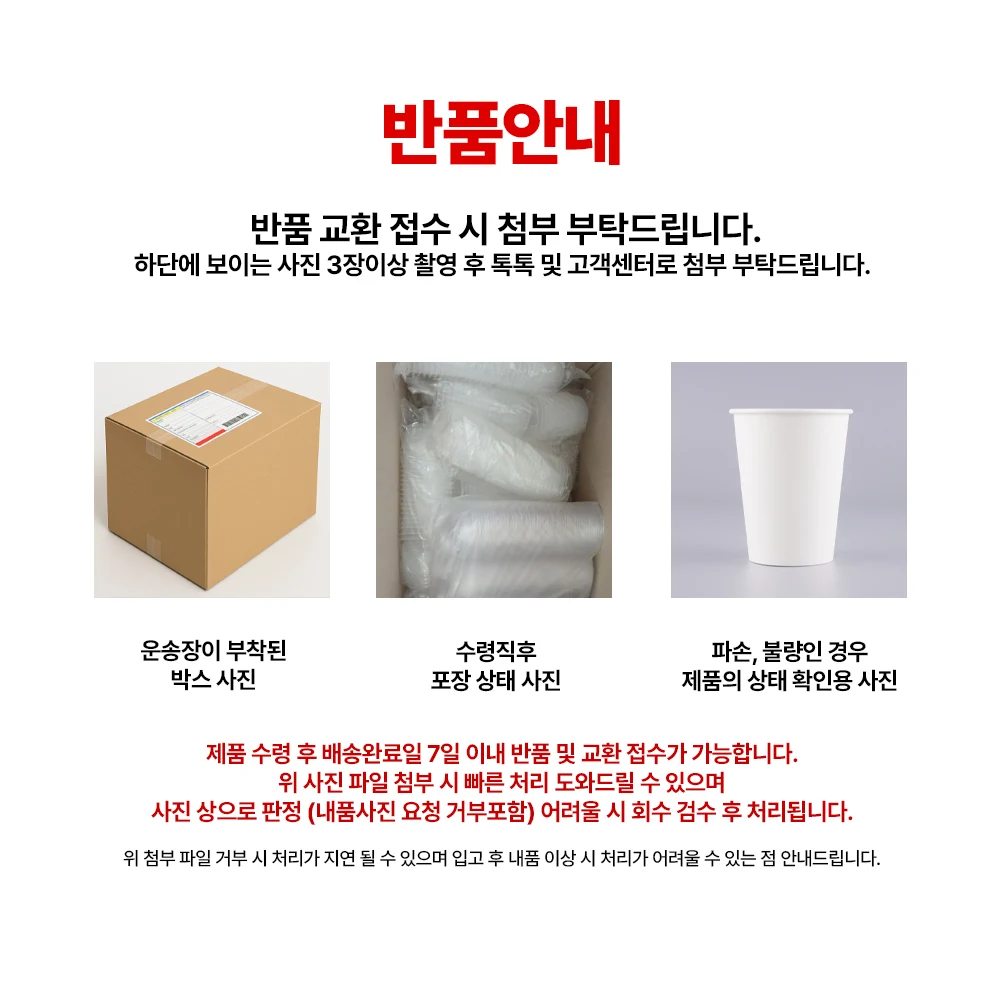 반품안내
반품 교환 접수 시 첨부 부탁드립니다.
하단에 보이는 사진 3장이상 촬영 후 톡톡 및 고객센터로 첨부 부탁드립니다.
운송장이 부착된
박스 사진
수령직후
포장 상태 사진
파손, 불량인 경우
제품의 상태 확인용 사진
제품 수령 후 배송완료일 7일 이내 반품 및 교환 접수가 가능합니다.
위 사진 파일 첨부 시 빠른 처리 도와드릴 수 있으며
사진 상으로 판정 (내품사진 요청 거부포함) 어려울 시 회수 검수 후 처리됩니다.
위 첨부 파일 거부 시 처리가 지연 될 수 있으며 입고 후 내품 이상 시 처리가 어려울 수 있는 점 안내드립니다.